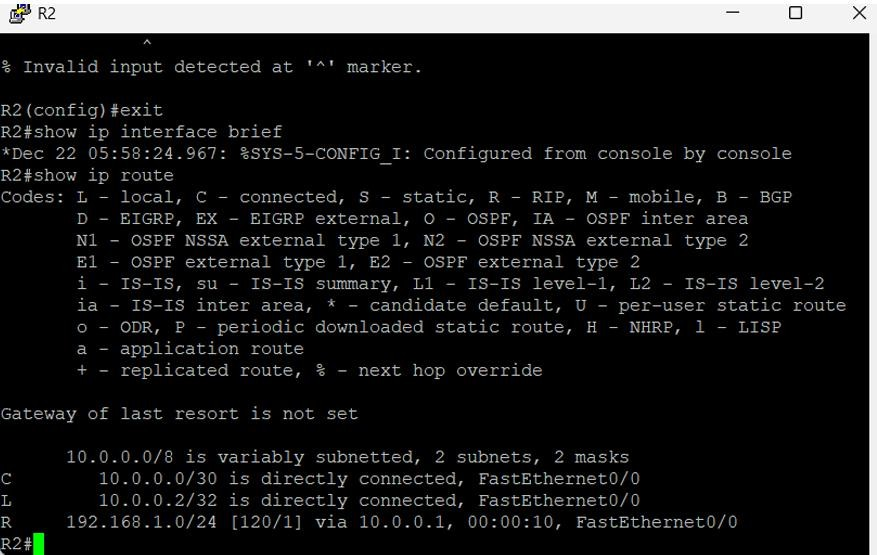 R2
^
% Invalid input detected at '^' marker.
R2(config)#exit
R2#show ip interface brief
*Dec 22 05:58:24.967: %SYS-5-CONFIG_I: Configured from console by console
R2#show ip route
Codes: L - local, C - connected, S - static, R - RIP, M - mobile, B - BGP
D - EIGRP, EX - EIGRP external, O - OSPF, IA - OSPF inter area
N1 - OSPF NSSA external type 1, N2 - OSPF NSSA external type 2
E1 - OSPF external type 1, E2 - OSPF external type 2
i - IS-IS, su - IS-IS summary, L1 - IS-IS level-1, L2 - IS-IS level-2
ia - IS-IS inter area, * - candidate default, U - per-user static route
o - ODR, P - periodic downloaded static route, H - NHRP, l - LISP
a - application route
+ - replicated route, % - next hop override
Gateway of last resort is not set
10.0.0.0/8 is variably subnetted, 2 subnets, 2 masks
C 10.0.0.0/30 is directly connected, FastEthernet0/0
L 10.0.0.2/32 is directly connected, FastEthernet0/0
R 192.168.1.0/24 [120/1] via 10.0.0.1, 00:00:10, FastEthernet0/0
R2#